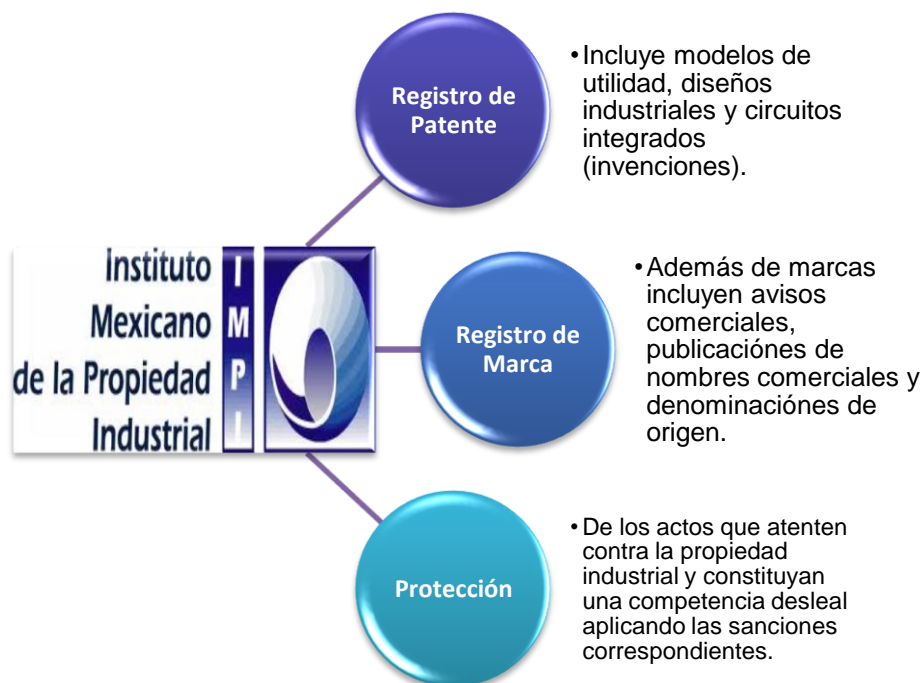 Instituto
Mexicano
de la Propiedad
Industrial
I
M
P
I
Registro de
Patente
•Incluye modelos de
utilidad, diseños
industriales y circuitos
integrados
(invenciones).
Registro de
Marca
•Además de marcas
incluyen avisos
comerciales,
publicaciónes de
nombres comerciales y
denominaciónes de
origen.
Protección
•De los actos que atenten
contra la propiedad
industrial y constituyan
una competencia desleal
aplicando las sanciones
correspondientes.